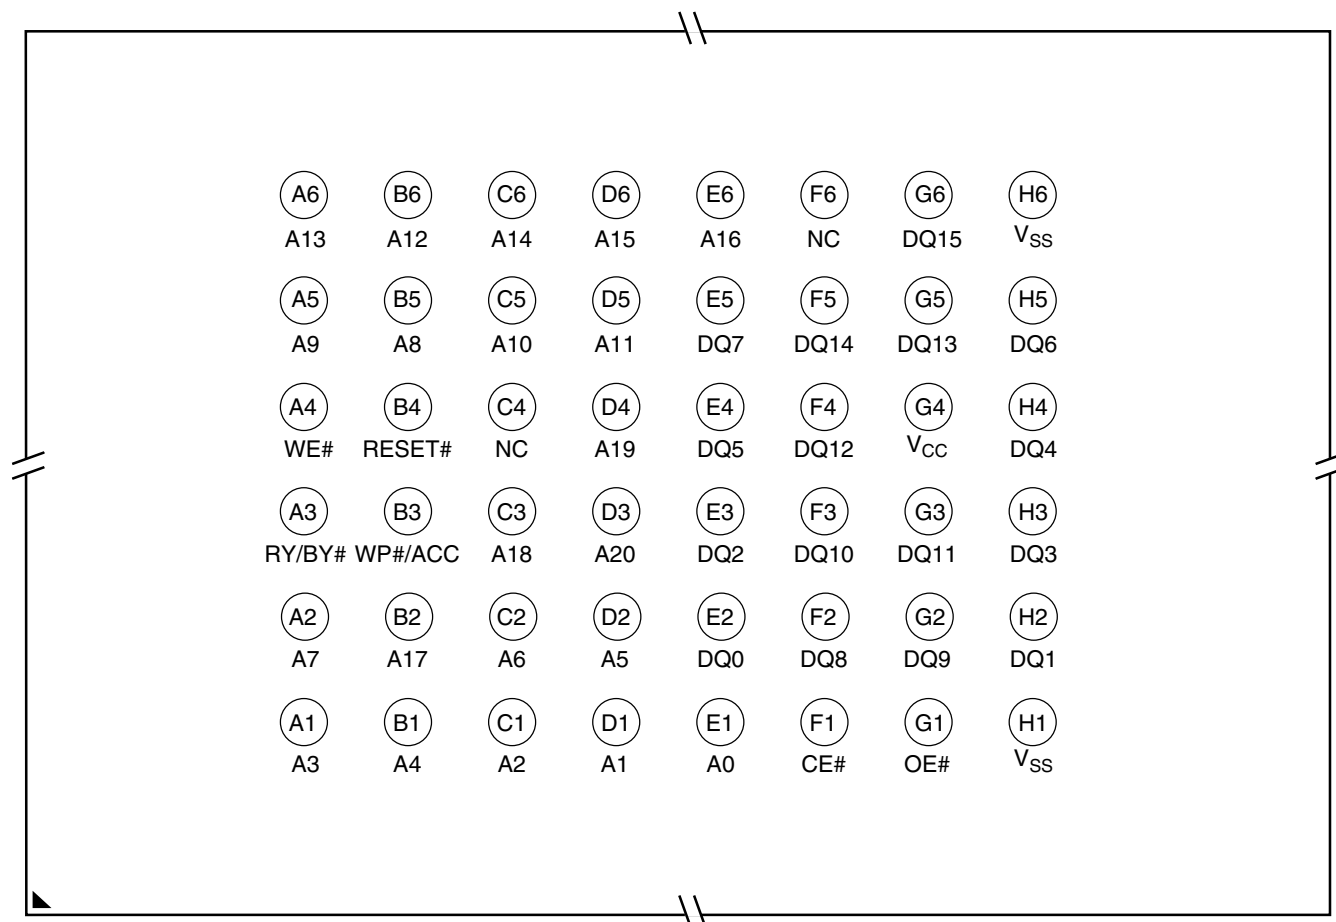 A6 B6 C6 D6 E6 F6 G6 H6
A13 A12 A14 A15 A16 NC DQ15 VSS
A5 B5 C5 D5 E5 F5 G5 H5
A9 A8 A10 A11 DQ7 DQ14 DQ13 DQ6
A4 B4 C4 D4 E4 F4 G4 H4
WE# RESET# NC A19 DQ5 DQ12 VCC DQ4
A3 B3 C3 D3 E3 F3 G3 H3
RY/BY# WP#/ACC A18 A20 DQ2 DQ10 DQ11 DQ3
A2 B2 C2 D2 E2 F2 G2 H2
A7 A17 A6 A5 DQ0 DQ8 DQ9 DQ1
A1 B1 C1 D1 E1 F1 G1 H1
A3 A4 A2 A1 A0 CE# OE# VSS